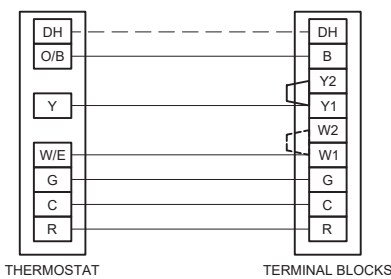 DH DH
O/B B
Y2
Y Y1
W2
W/E W1
G G
C C
R R
THERMOSTAT TERMINAL BLOCKS